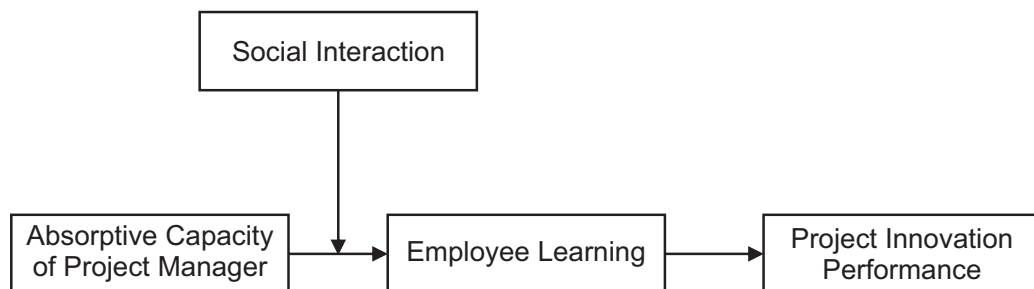 Social Interaction
Absorptive Capacity
of Project Manager
Employee Learning
Project Innovation
Performance